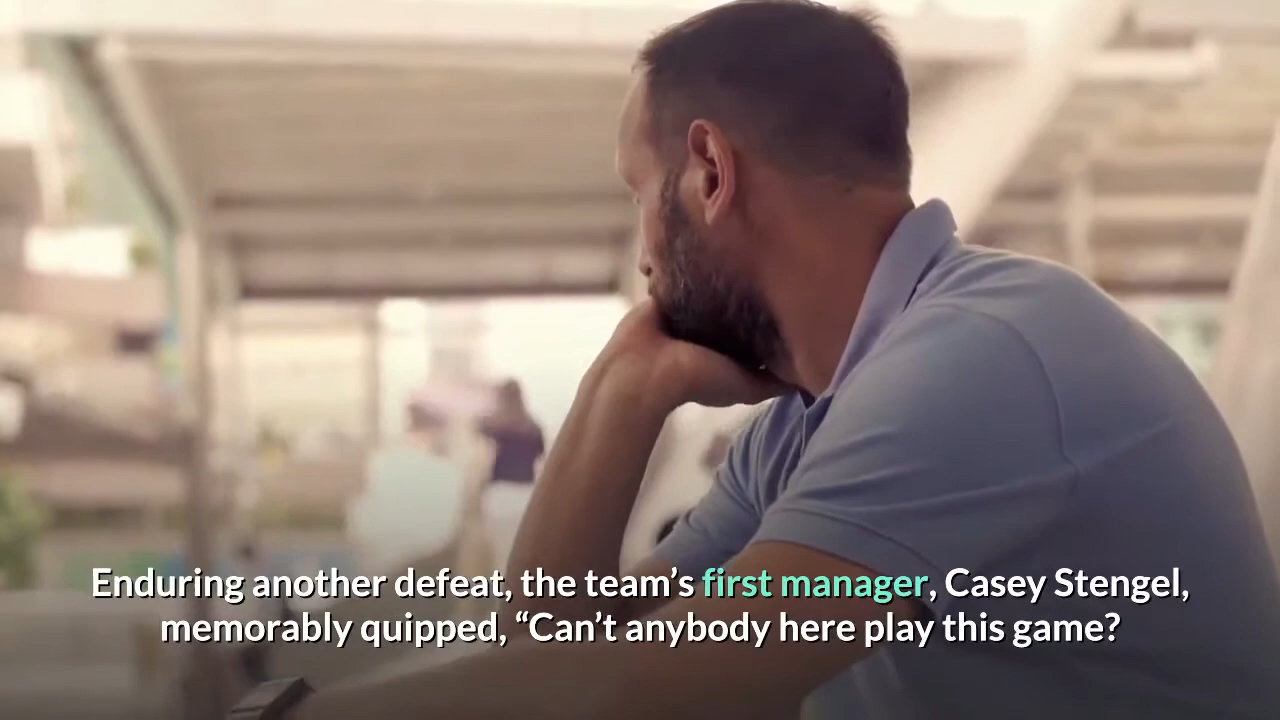 Enduring another defeat, the team’s first manager, Casey Stengel,
memorably quipped, “Can’t anybody here play this game?